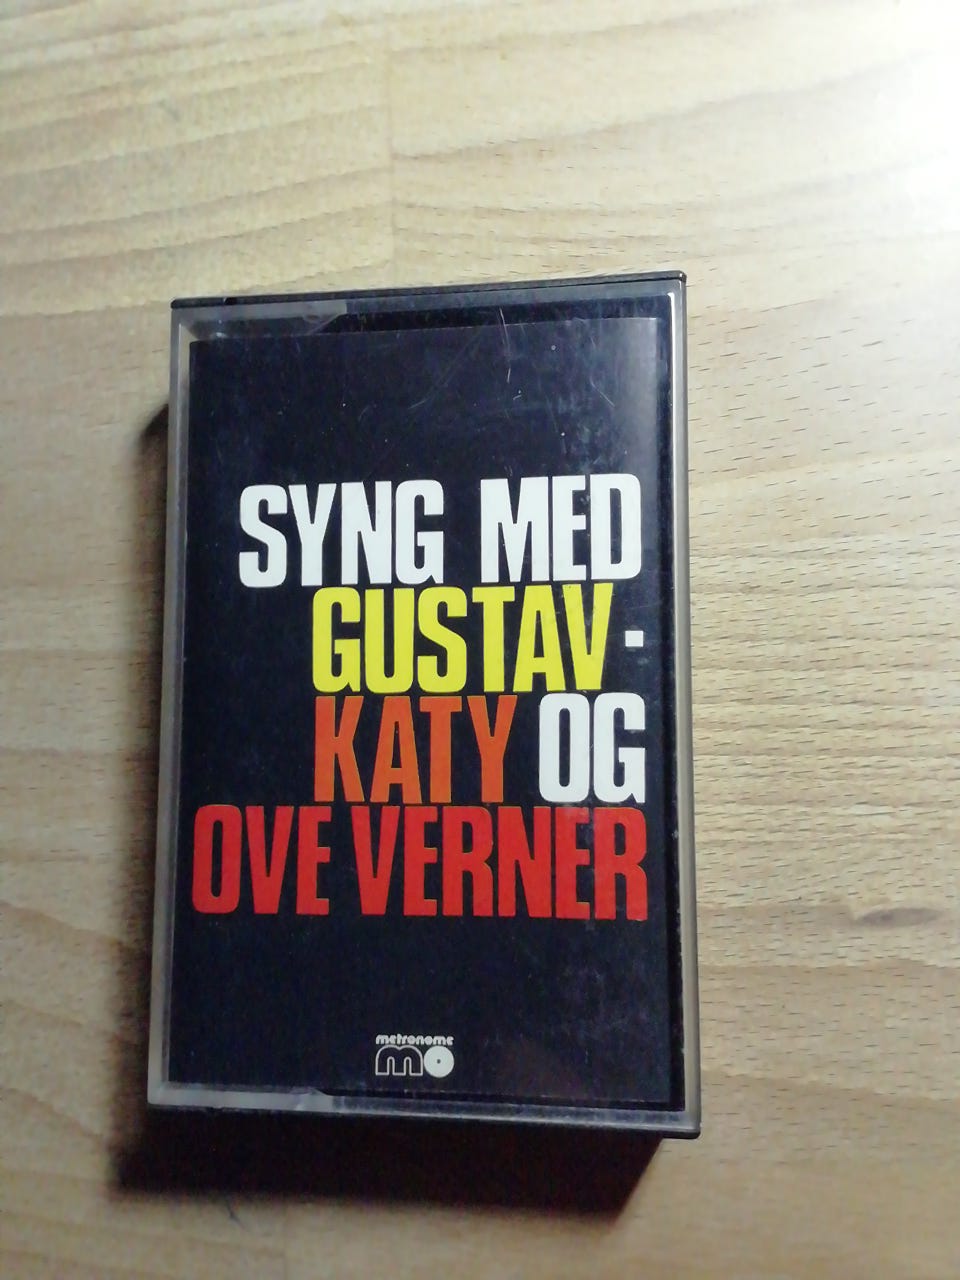 SYNG MED
GUSTAV·
KATY OG
OVE VERNER
metronome
mo